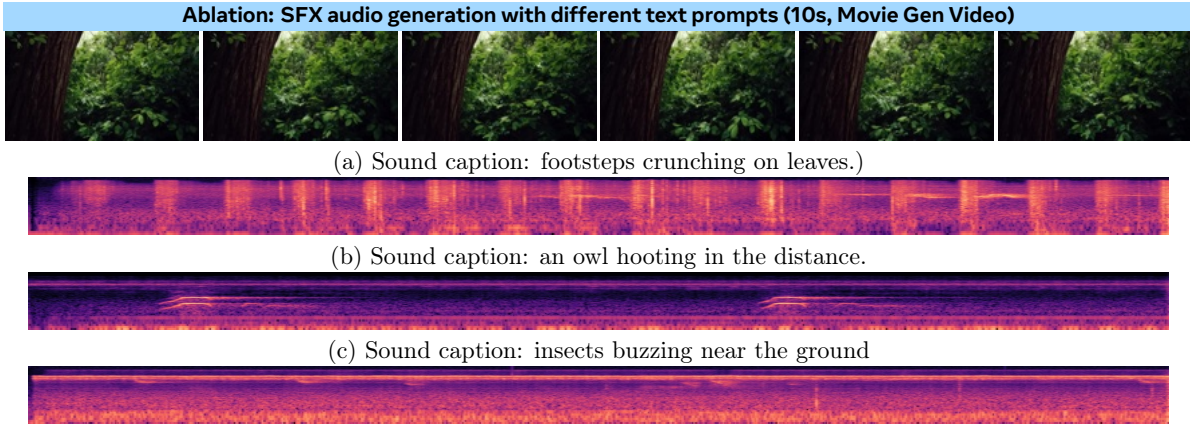 Ablation: SFX audio generation with different text prompts (10s, Movie Gen Video)
(a) Sound caption: footsteps crunching on leaves.)
(b) Sound caption: an owl hooting in the distance.
(c) Sound caption: insects buzzing near the ground